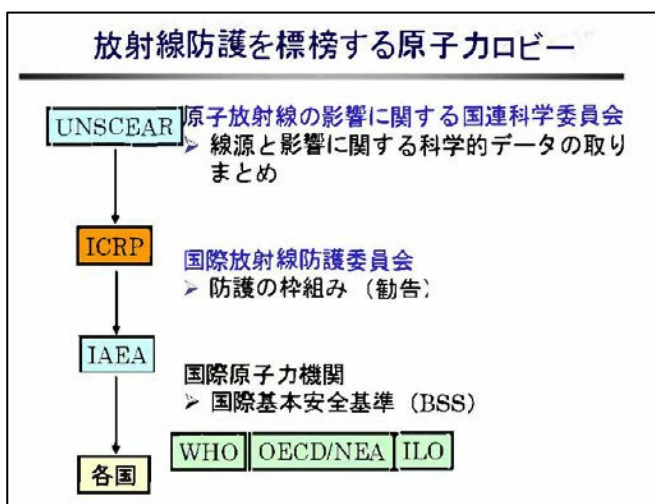 放射線防護を標榜する原子力ロビー
UNSCEAR
原子放射線の影響に関する国連科学委員会
➢ 線源と影響に関する科学的データの取り
まとめ
ICRP
国際放射線防護委員会
➢ 防護の枠組み（勧告）
IAEA
国際原子力機関
➢ 国際基本安全基準（BSS）
WHO OECD/NEA ILO
各国